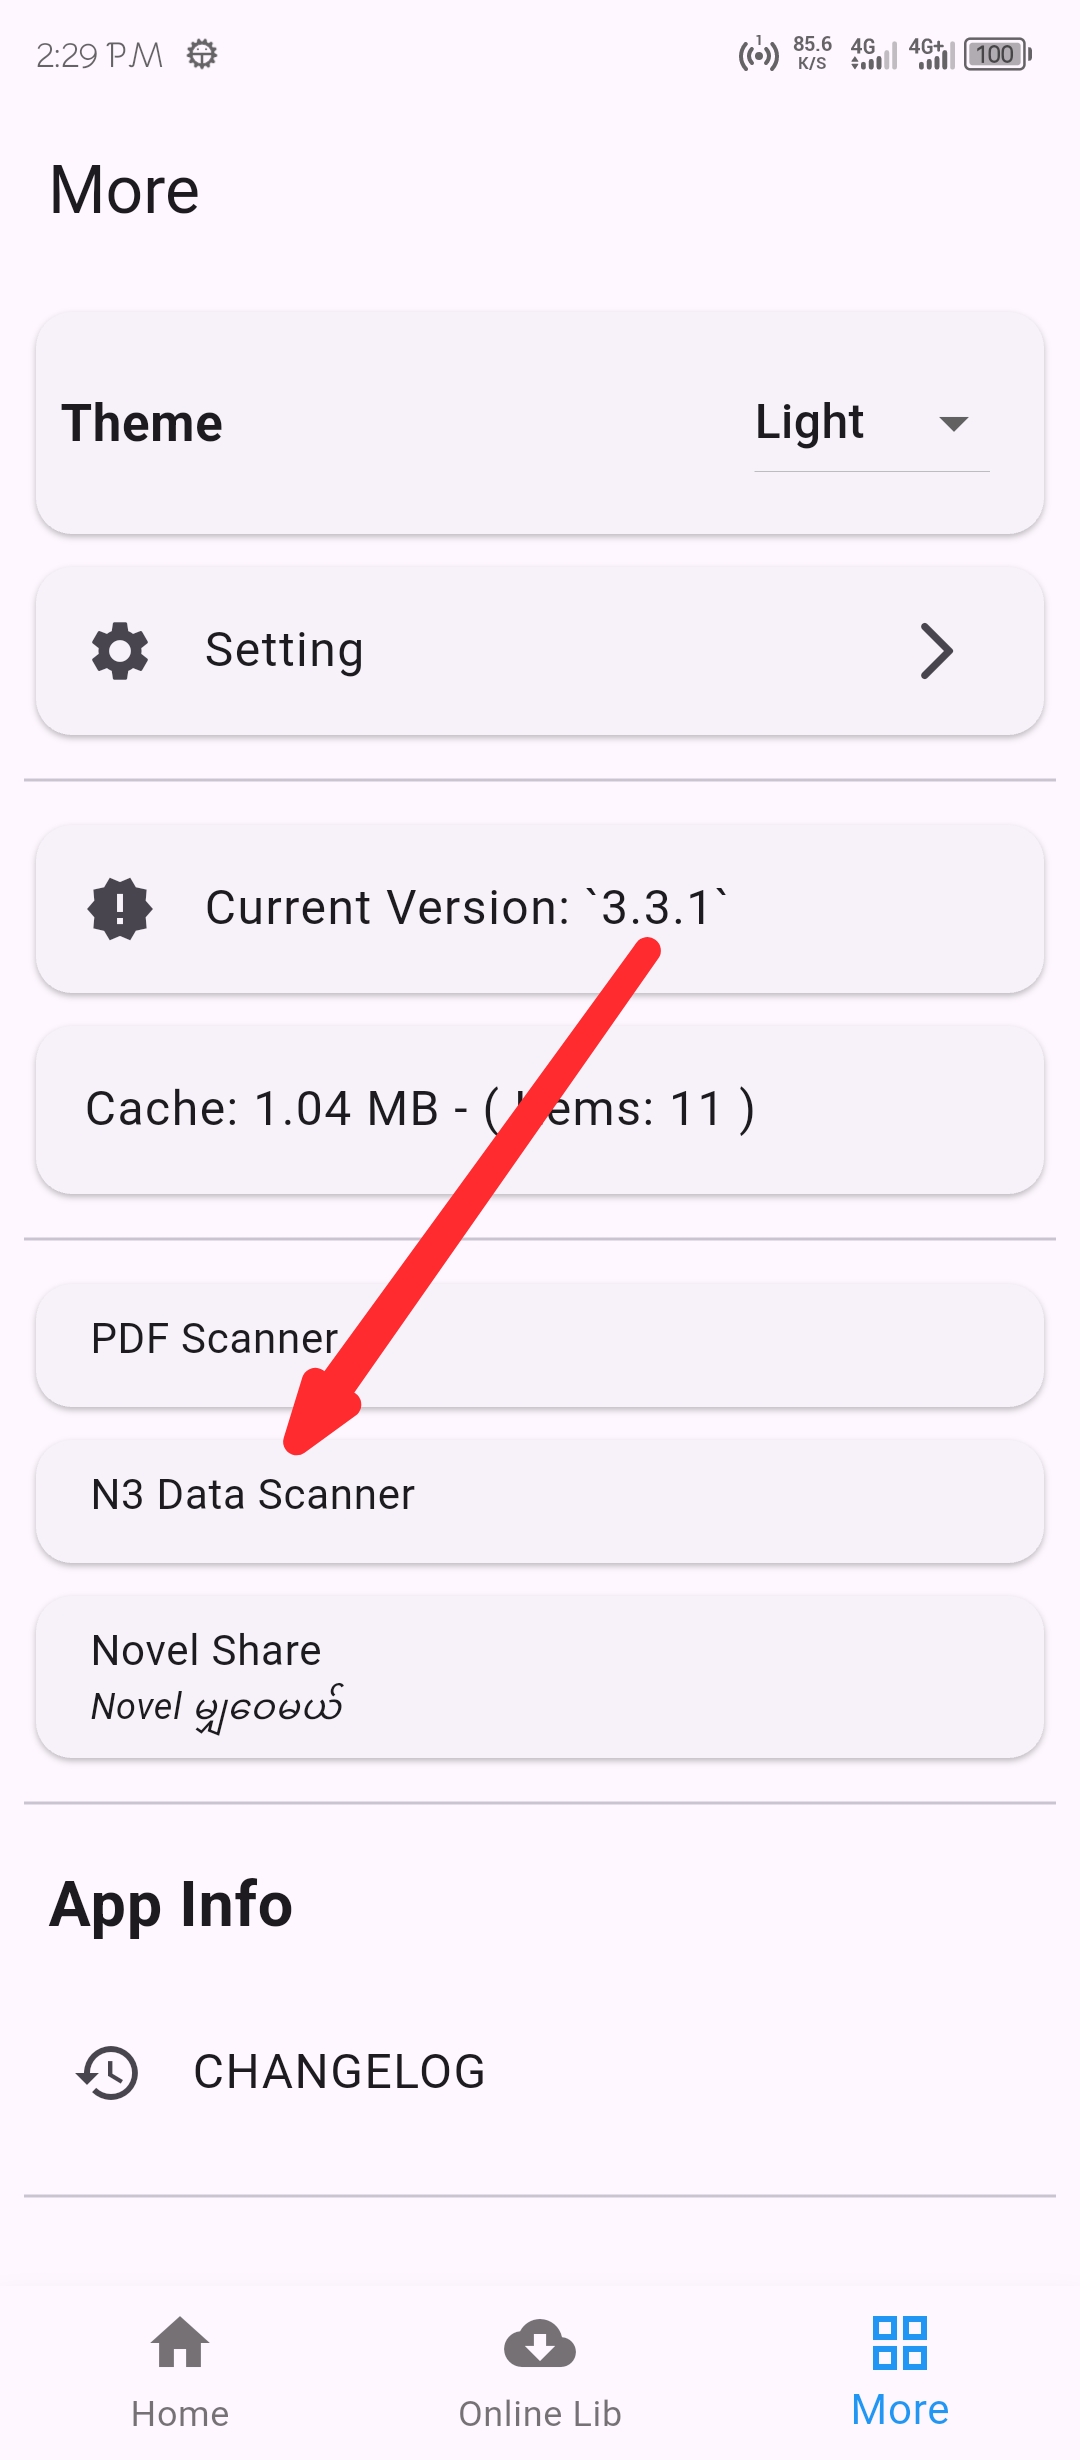 2:29 PM
1
85.6
K/S
4G
4G+
100
More
Theme
Light
Setting
Current Version: `3.3.1`
Cache: 1.04 MB - ( Items: 11 )
PDF Scanner
N3 Data Scanner
Novel Share
Novel မျှဝေမယ်
App Info
CHANGELOG
Home
Online Lib
More